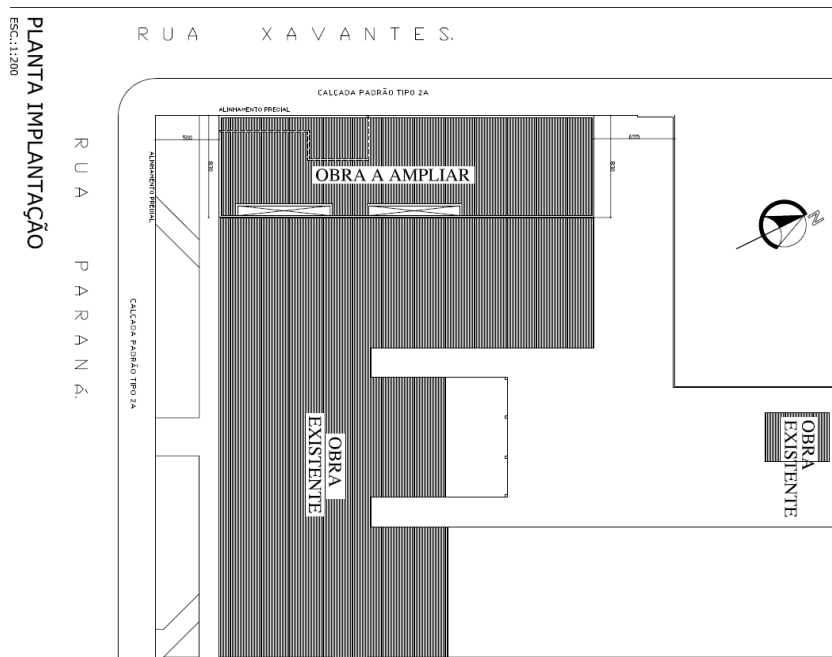 PLANTA IMPLANTAÇÃO
ESC.:1:200
RUA XAVANTES.
CALÇADA PADRÃO TIPO 2A
ALINHAMENTO PREDIAL
500
830
655
830
OBRA A AMPLIAR
ALINHAMENTO PREDIAL
RUA PARANÁ.
CALÇADA PADRÃO TIPO 2A
N
OBRA
EXISTENTE
OBRA
EXISTENTE